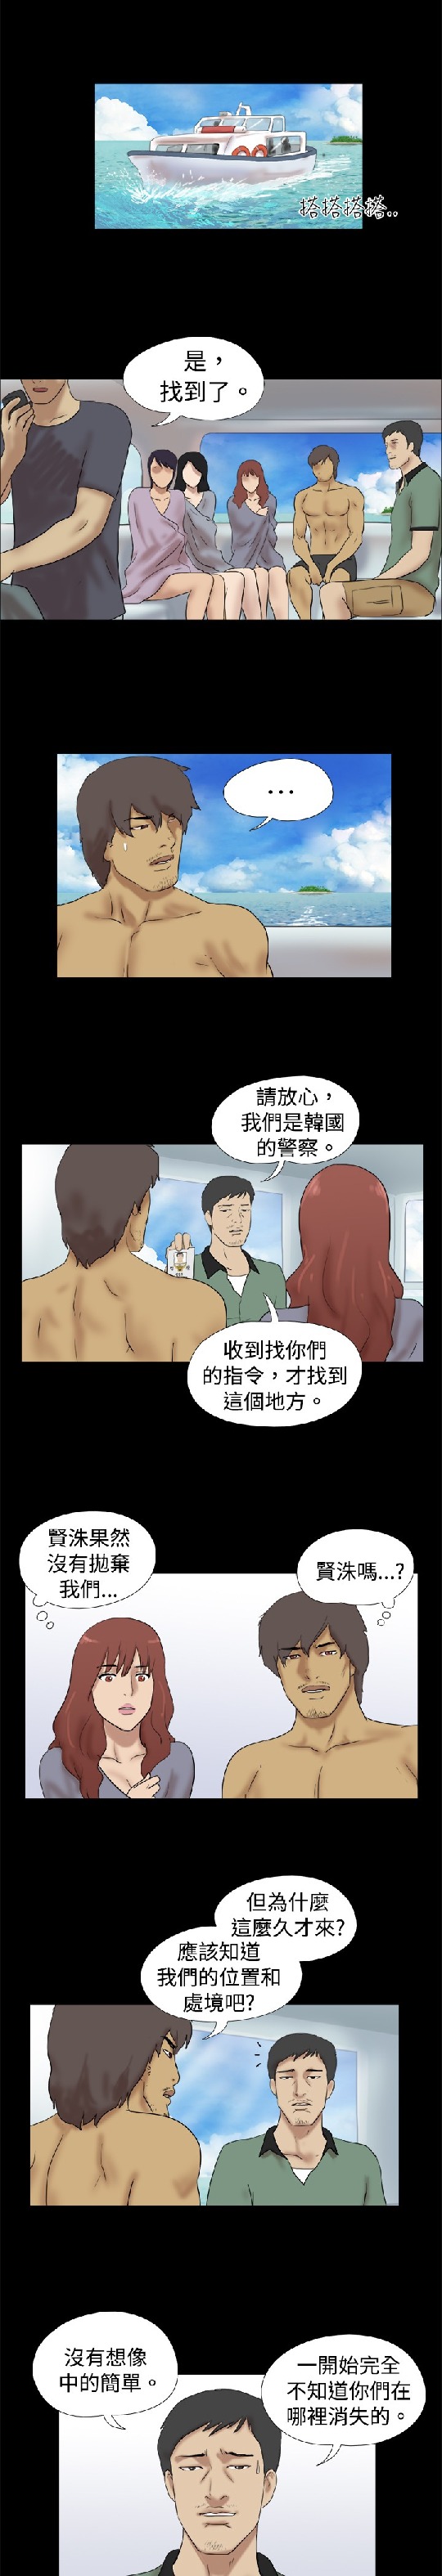 搭搭搭搭..
是，
找到了。
...
請放心，
我們是韓國
的警察。
收到找你們
的指令，才找到
這個地方。
賢洙果然
沒有拋棄
我們...
賢洙嗎...?
但為什麼
這麼久才來?
應該知道
我們的位置和
處境吧?
沒有想像
中的簡單。
一開始完全
不知道你們在
哪裡消失的。